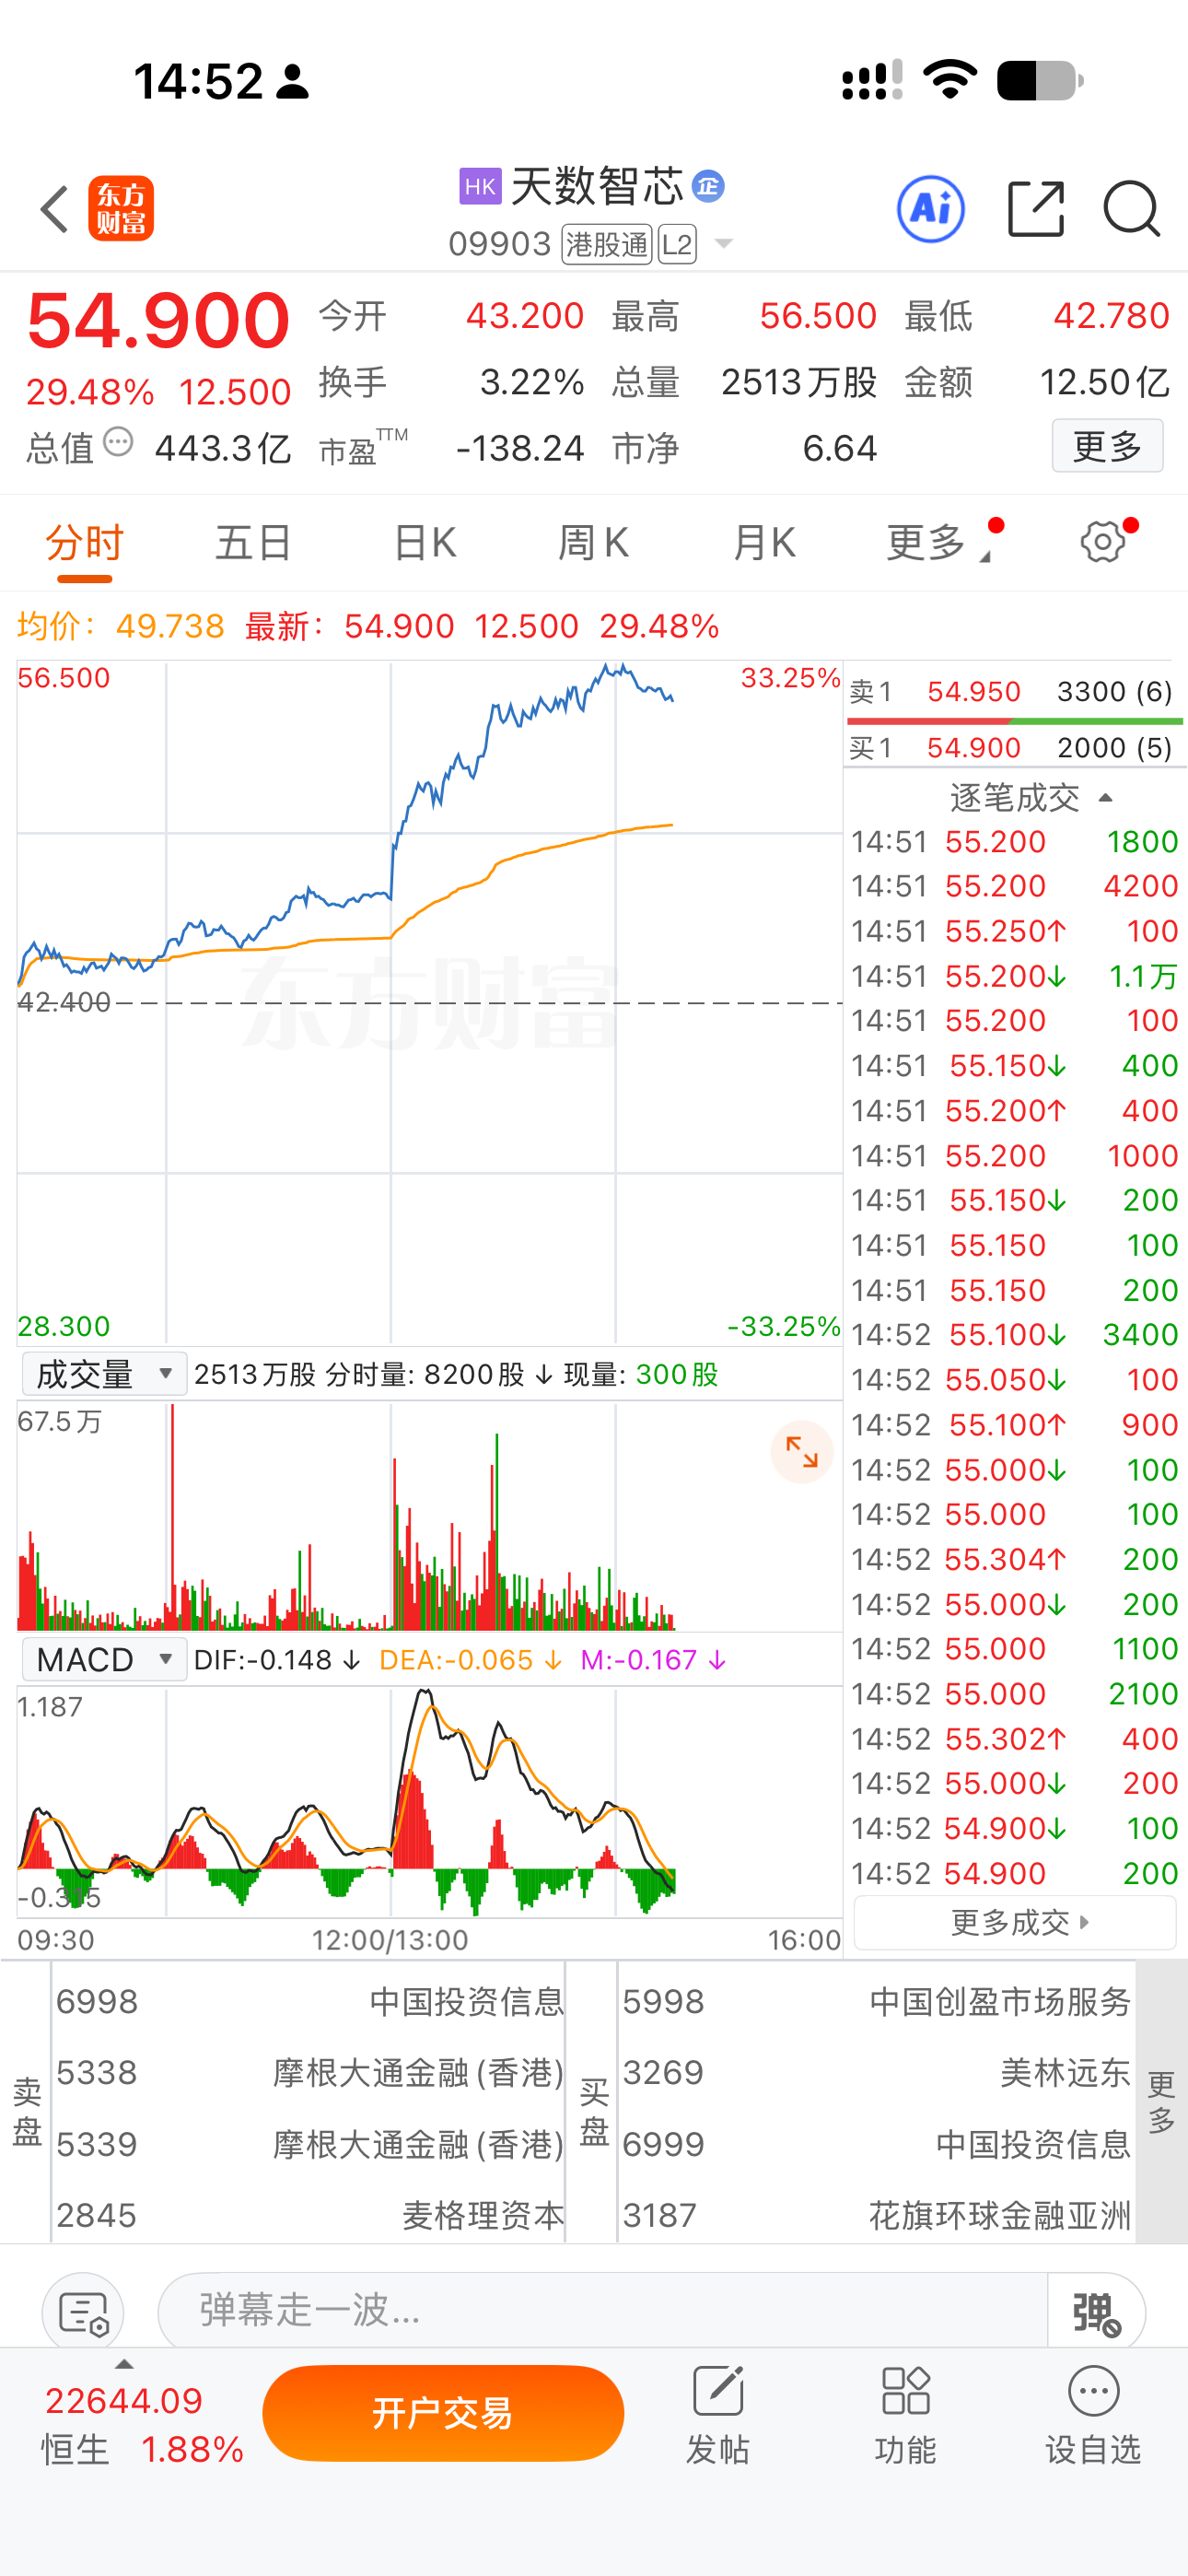 14:52
东方财富
HK 天数智芯 企
09903 港股通 L2
Ai
54.900 今开 43.200 最高 56.500 最低 42.780
29.48% 12.500 换手 3.22% 总量 2513万股 金额 12.50亿
总值 443.3亿 市盈TTM -138.24 市净 6.64 更多
分时 五日 日K 周K 月K 更多
均价: 49.738 最新: 54.900 12.500 29.48%
56.500 33.25%
42.400
东方财富
28.300 -33.25%
成交量 2513万股 分时量: 8200股 ↓ 现量: 300股
67.5万
MACD DIF:-0.148 ↓ DEA:-0.065 ↓ M:-0.167 ↓
1.187
-0.315
09:30 12:00/13:00 16:00
卖1 54.950 3300 (6)
买1 54.900 2000 (5)
逐笔成交
14:51 55.200 1800
14:51 55.200 4200
14:51 55.250↑ 100
14:51 55.200↓ 1.1万
14:51 55.200 100
14:51 55.150↓ 400
14:51 55.200↑ 400
14:51 55.200 1000
14:51 55.150↓ 200
14:51 55.150 100
14:51 55.150 200
14:52 55.100↓ 3400
14:52 55.050↓ 100
14:52 55.100↑ 900
14:52 55.000↓ 100
14:52 55.000 100
14:52 55.304↑ 200
14:52 55.000↓ 200
14:52 55.000 1100
14:52 55.000 2100
14:52 55.302↑ 400
14:52 55.000↓ 200
14:52 54.900↓ 100
14:52 54.900 200
更多成交
卖盘
6998 中国投资信息
5338 摩根大通金融(香港)
5339 摩根大通金融(香港)
2845 麦格理资本
买盘
5998 中国创盈市场服务
3269 美林远东
6999 中国投资信息
3187 花旗环球金融亚洲
更多
弹幕走一波...
弹
22644.09
恒生 1.88%
开户交易
发帖
功能
设自选